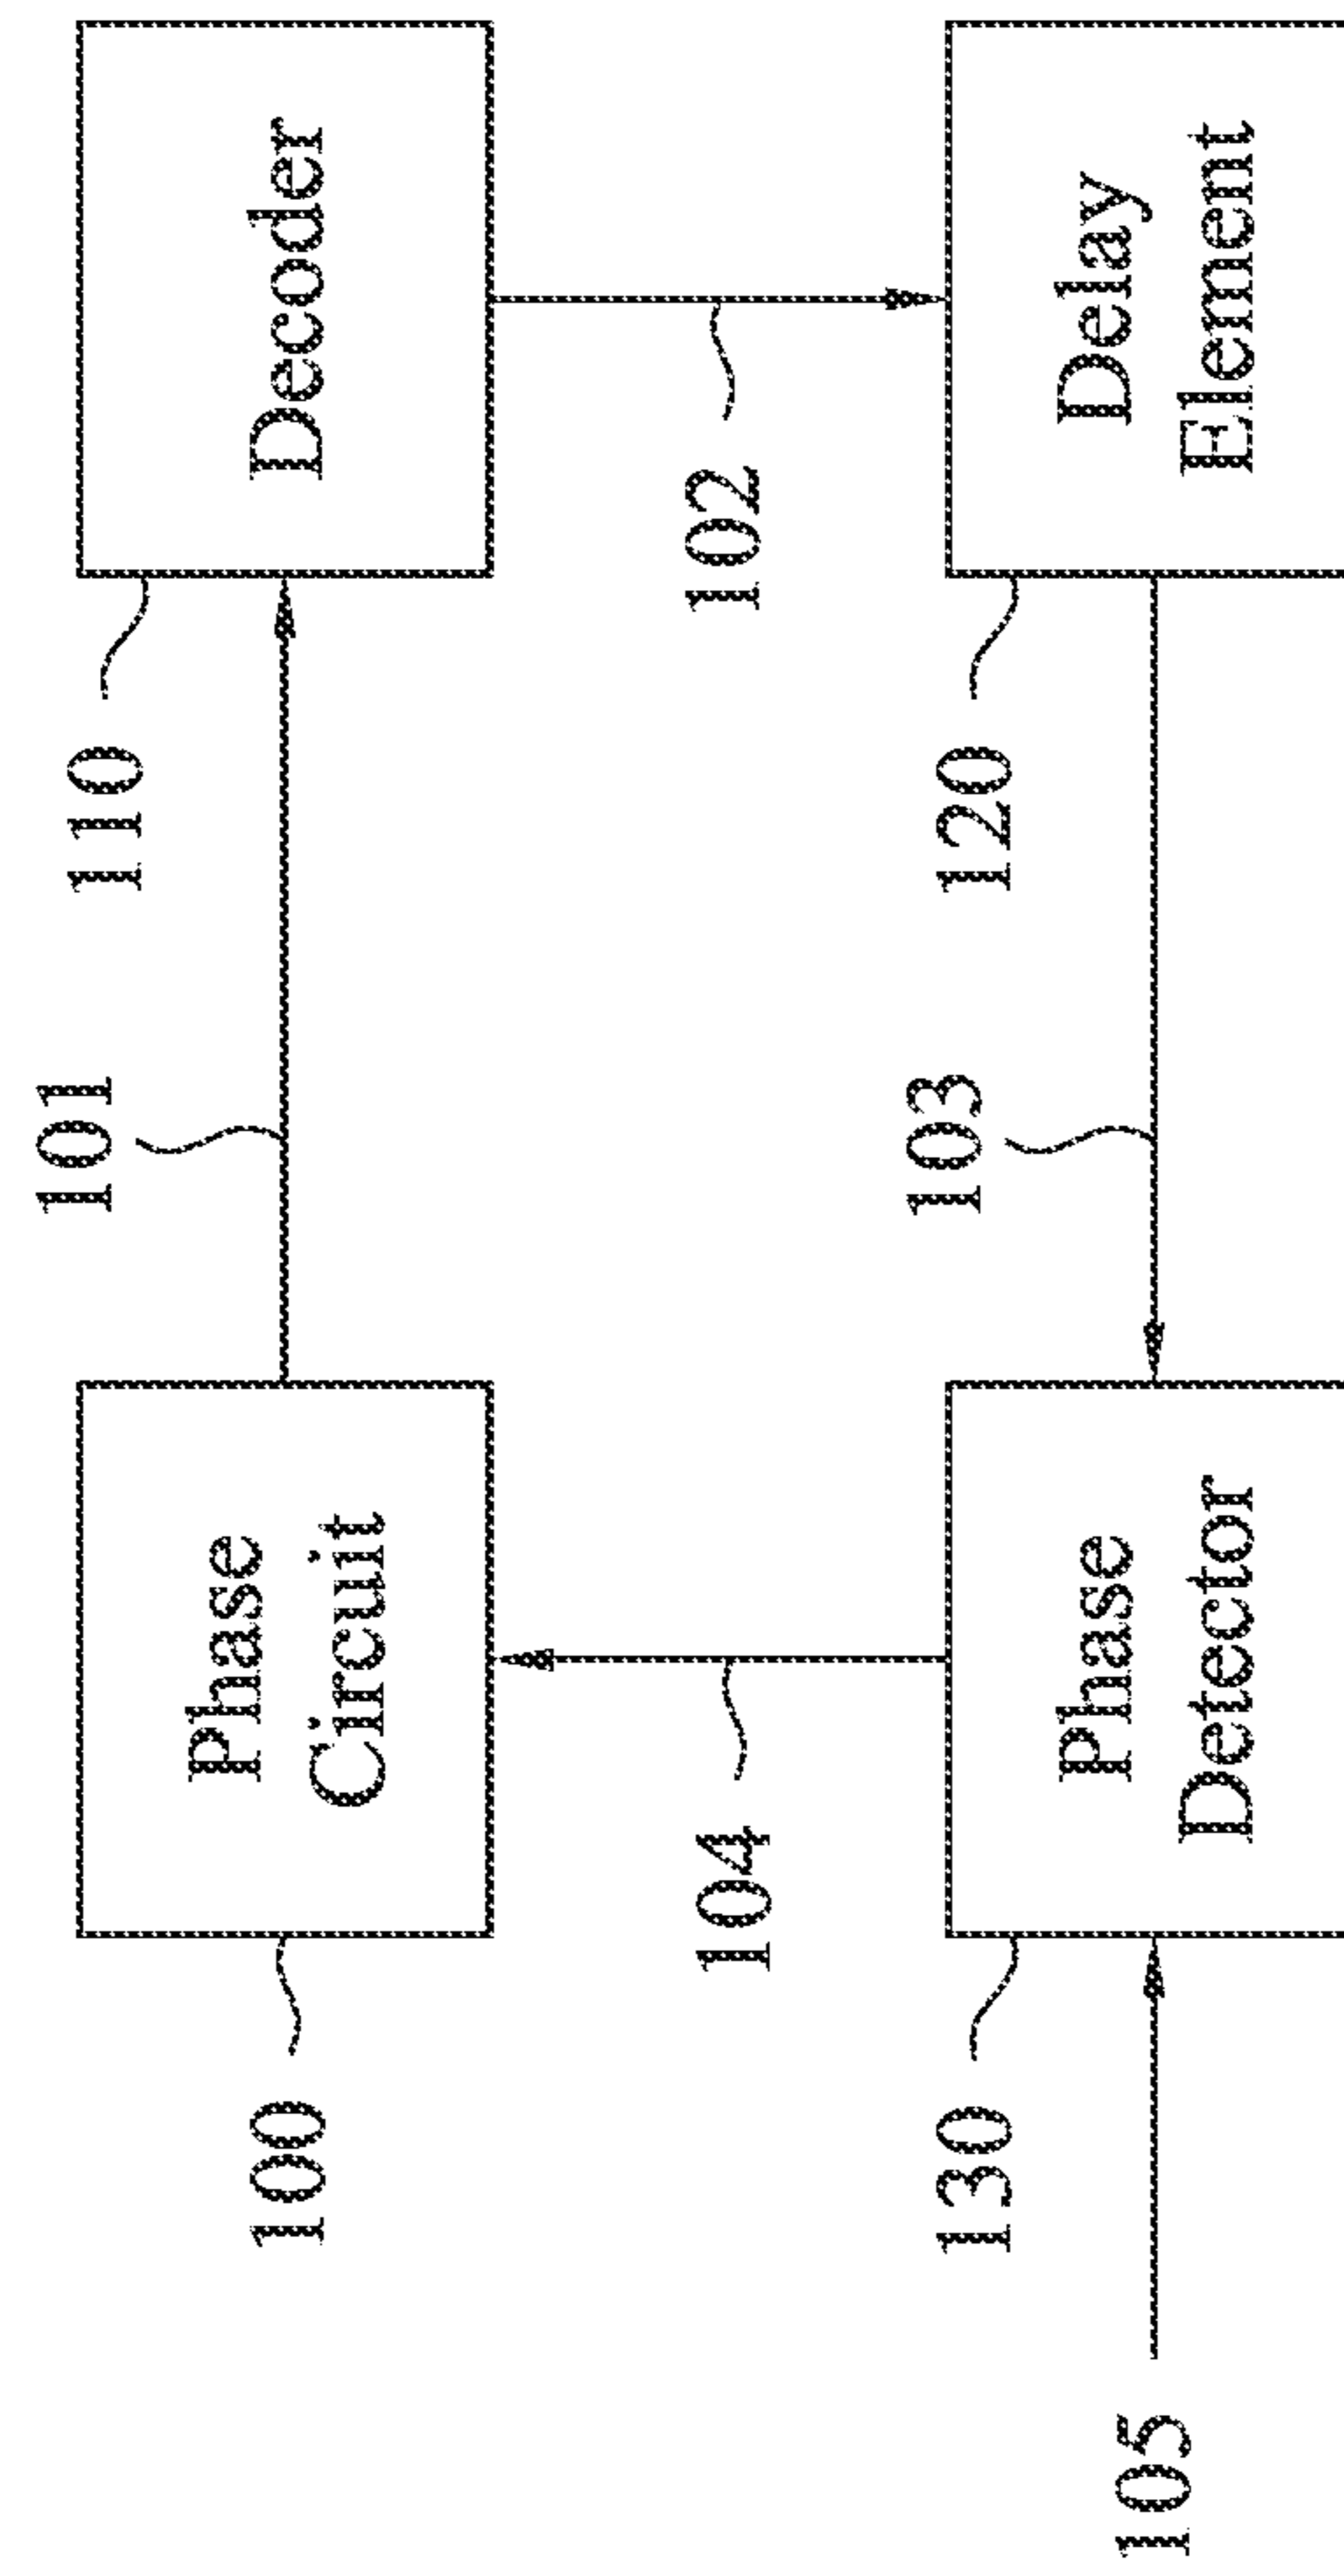 101
110
100
Phase
Circuit
Decoder
104
102
103
130
120
Phase
Detector
Delay
Element
105